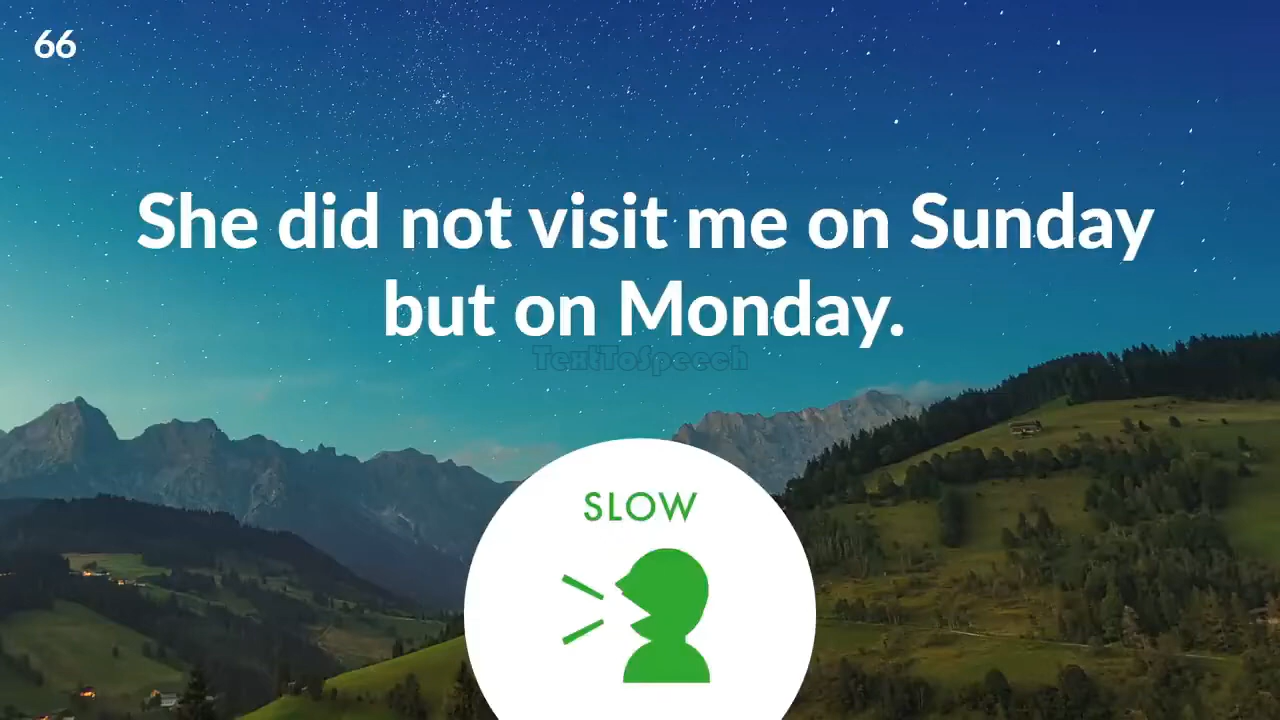 66
She did not visit me on Sunday
but on Monday.
TextToSpeech
SLOW